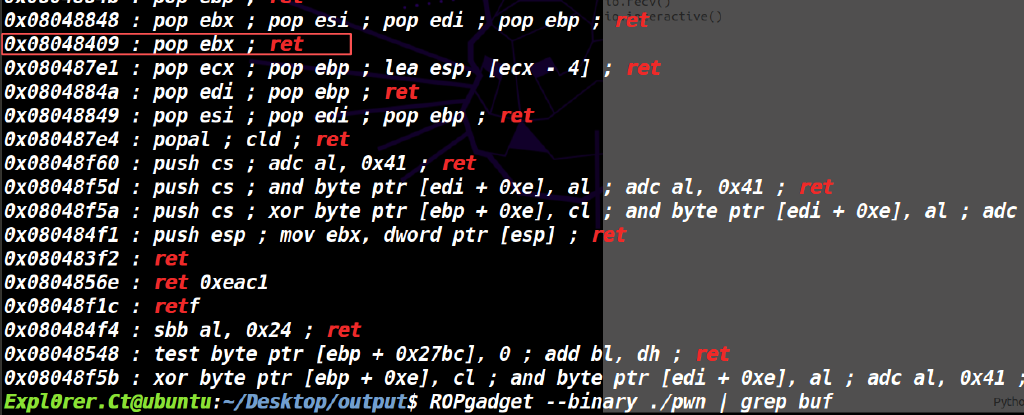 pop ebp ; ret
io.recv()
0x08048848 : pop ebx ; pop esi ; pop edi ; pop ebp ; ret
0x08048409 : pop ebx ; ret
0x080487e1 : pop ecx ; pop ebp ; lea esp, [ecx - 4] ; ret
0x0804884a : pop edi ; pop ebp ; ret
0x08048849 : pop esi ; pop edi ; pop ebp ; ret
0x080487e4 : popal ; cld ; ret
0x08048f60 : push cs ; adc al, 0x41 ; ret
0x08048f5d : push cs ; and byte ptr [edi + 0xe], al ; adc al, 0x41 ; ret
0x08048f5a : push cs ; xor byte ptr [ebp + 0xe], cl ; and byte ptr [edi + 0xe], al ; adc
0x080484f1 : push esp ; mov ebx, dword ptr [esp] ; ret
0x080483f2 : ret
0x0804856e : ret 0xeac1
0x08048f1c : retf
0x080484f4 : sbb al, 0x24 ; ret
0x08048548 : test byte ptr [ebp + 0x27bc], 0 ; add bl, dh ; ret
0x08048f5b : xor byte ptr [ebp + 0xe], cl ; and byte ptr [edi + 0xe], al ; adc al, 0x41 ;
Expl0rer.Ct@ubuntu:~/Desktop/output$ ROPgadget --binary ./pwn | grep buf